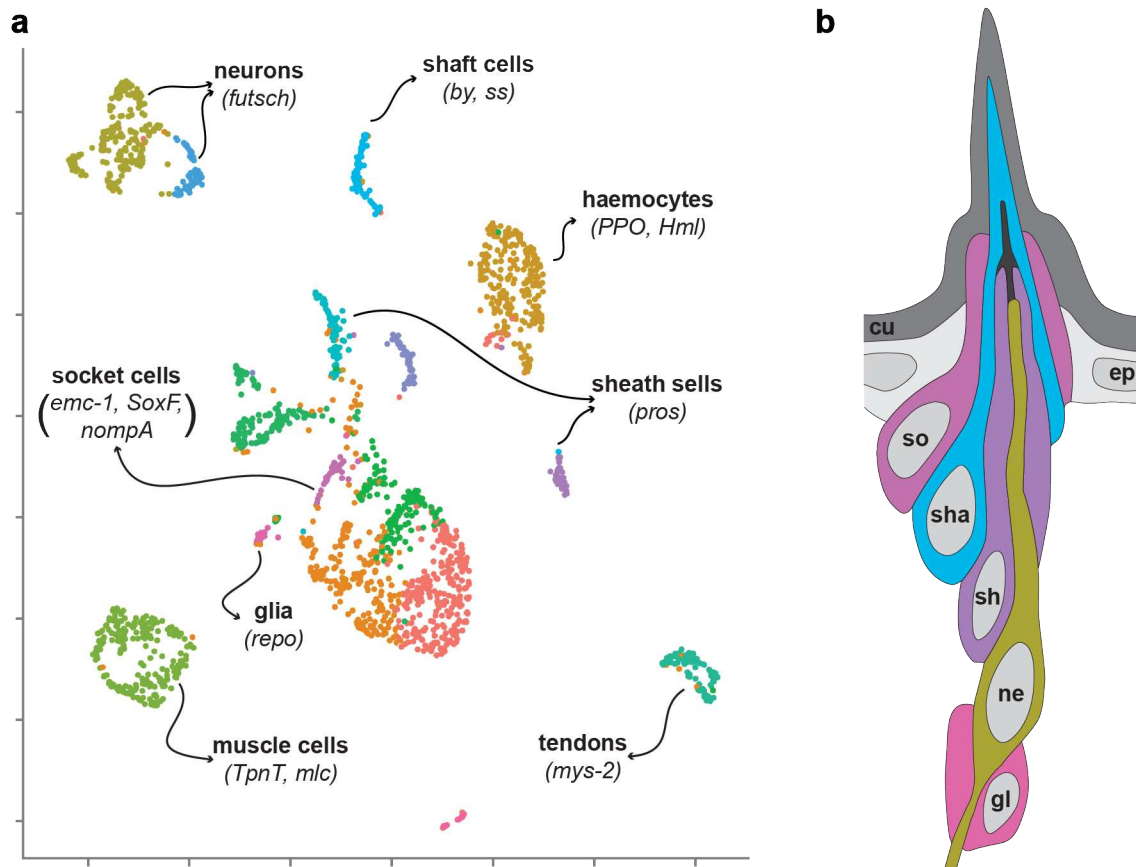 a
neurons
(futsch)
shaft cells
(by, ss)
haemocytes
(PPO, Hml)
socket cells
(emc-1, SoxF,
nompA)
sheath sells
(pros)
glia
(repo)
muscle cells
(TpnT, mlc)
tendons
(mys-2)
b
cu
ep
so
sha
sh
ne
gl